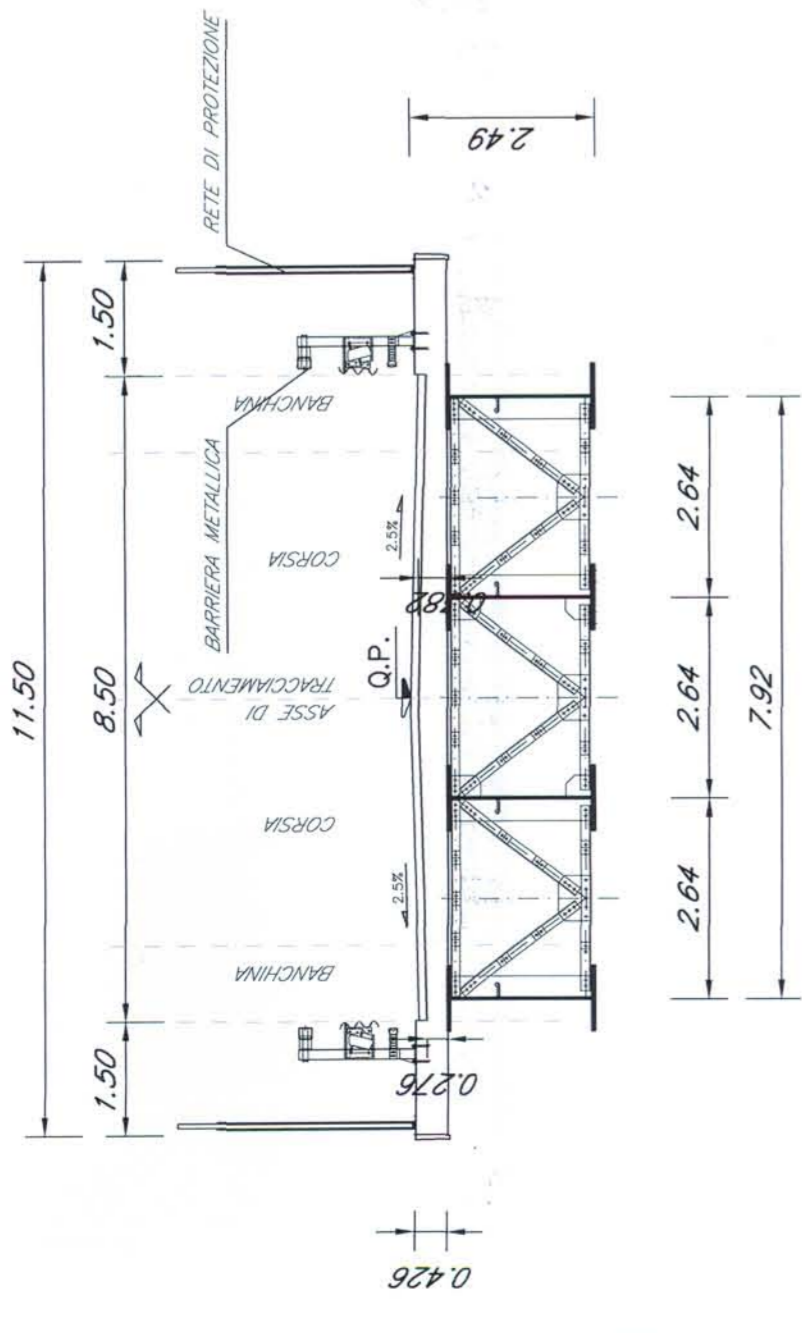 11.50
1.50
8.50
1.50
RETE DI PROTEZIONE
BARRIERA METALLICA
BANCHINA
CORSIA
ASSE DI
TRACCIAMENTO
CORSIA
BANCHINA
2.5%
Q.P.
2.5%
0.426
0.276
2.49
2.64
2.64
2.64
7.92